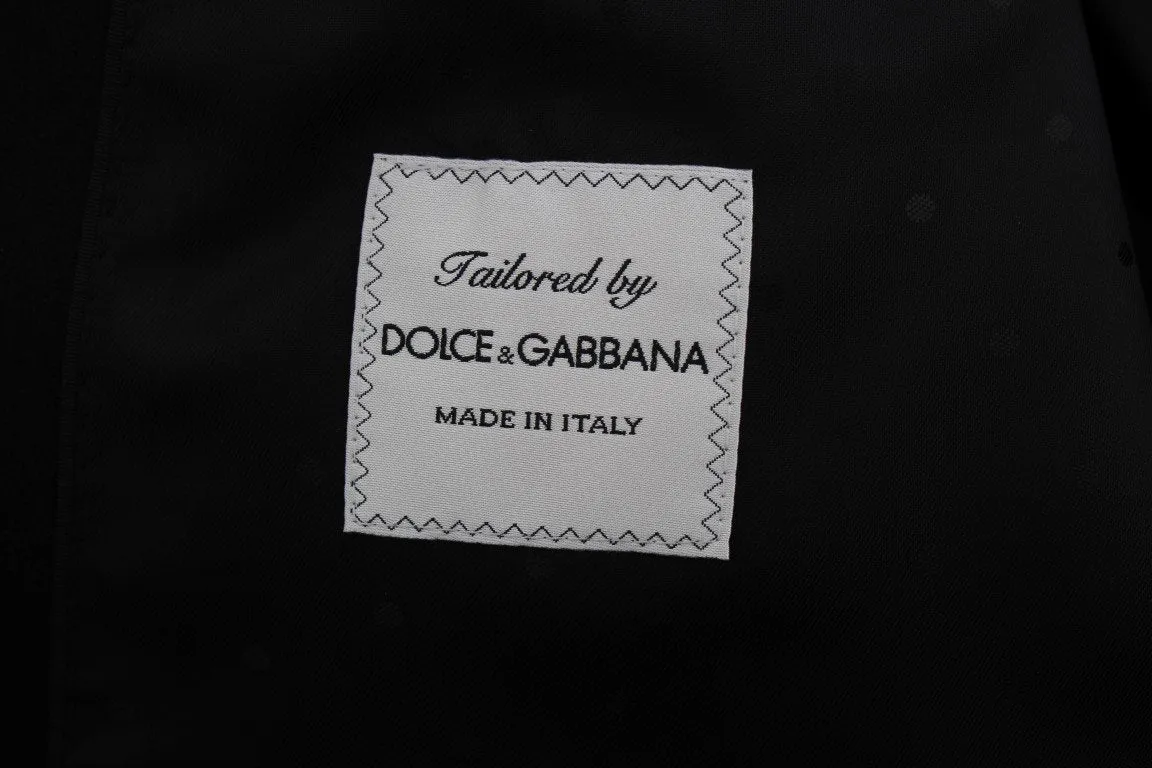 Tailored by
DOLCE & GABBANA
MADE IN ITALY